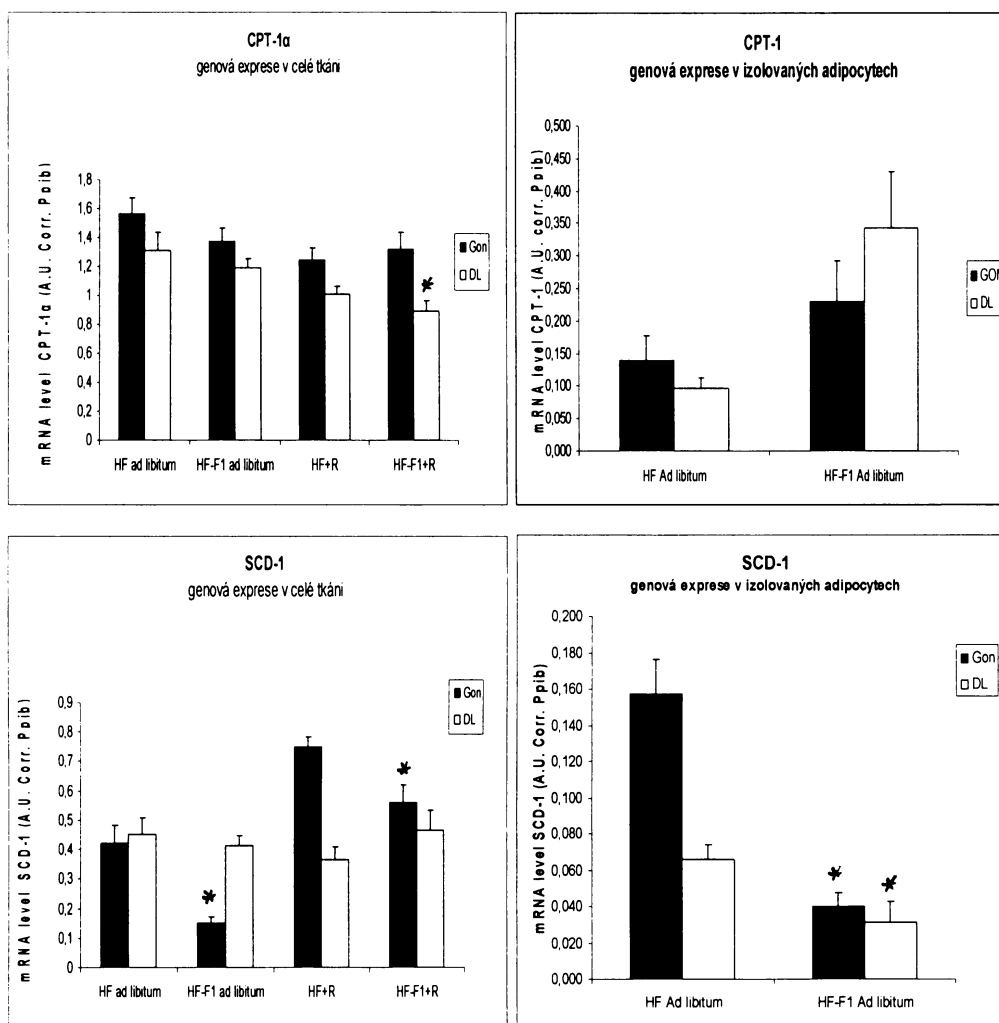 CPT-1α
genová exprese v celé tkáni
mRNA level CPT-1α (A.U. Corr. Ppib)
1,8
1,6
1,4
1,2
1
0,8
0,6
0,4
0,2
0
Gon
DL
*
HF ad libitum
HF-F1 ad libitum
HF+R
HF-F1+R
CPT-1
genová exprese v izolovaných adipocytech
mRNA level CPT-1 (A.U. corr. Ppib)
0,500
0,450
0,400
0,350
0,300
0,250
0,200
0,150
0,100
0,050
0,000
GON
DL
HF Ad libitum
HF-F1 Ad libitum
SCD-1
genová exprese v celé tkáni
mRNA level SCD-1 (A.U. Corr. Ppib)
0,9
0,8
0,7
0,6
0,5
0,4
0,3
0,2
0,1
0
Gon
DL
*
*
HF ad libitum
HF-F1 ad libitum
HF+R
HF-F1+R
SCD-1
genová exprese v izolovaných adipocytech
mRNA level SCD-1 (A.U. Corr. Ppib)
0,200
0,180
0,160
0,140
0,120
0,100
0,080
0,060
0,040
0,020
0,000
Gon
DL
* *
HF Ad libitum
HF-F1 Ad libitum